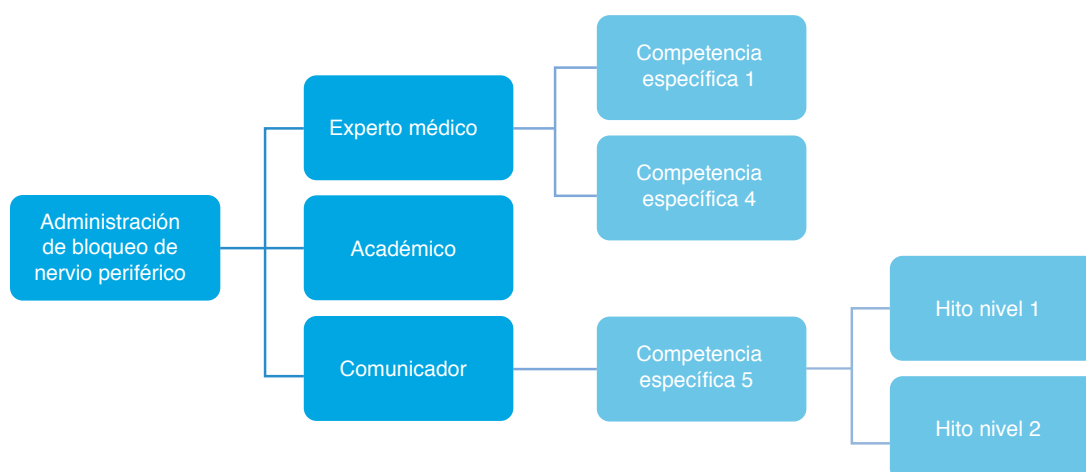 Administración
de bloqueo de
nervio periférico
Experto médico
Académico
Comunicador
Competencia
específica 1
Competencia
específica 4
Competencia
específica 5
Hito nivel 1
Hito nivel 2